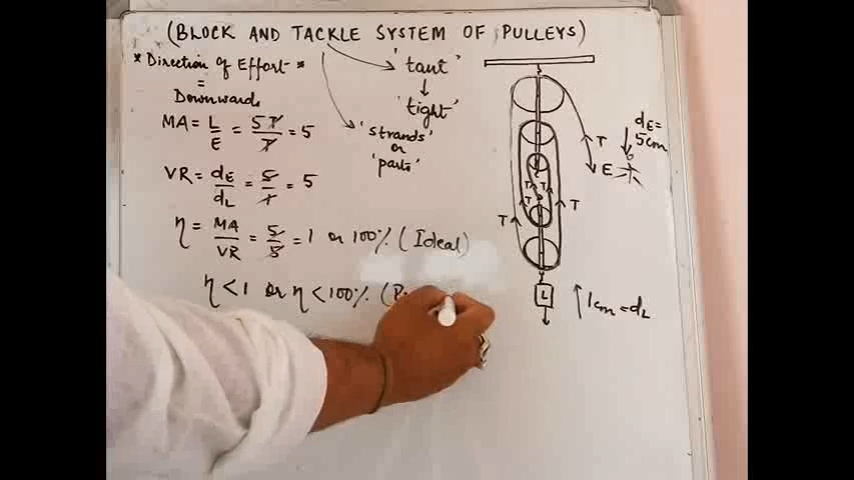 (BLOCK AND TACKLE SYSTEM OF PULLEYS)
* Direction of Effort *
=
Downwards
'taut'
↓
'tight'
'strands'
or
'parts'
MA = L/E = 5T/T = 5
VR = dE/dL = 5/1 = 5
η = MA/VR = 5/5 = 1 or 100% (Ideal)
η < 1 or η < 100% (
dE =
5cm
T
E
T
T
T
T
T
L
1cm = dL